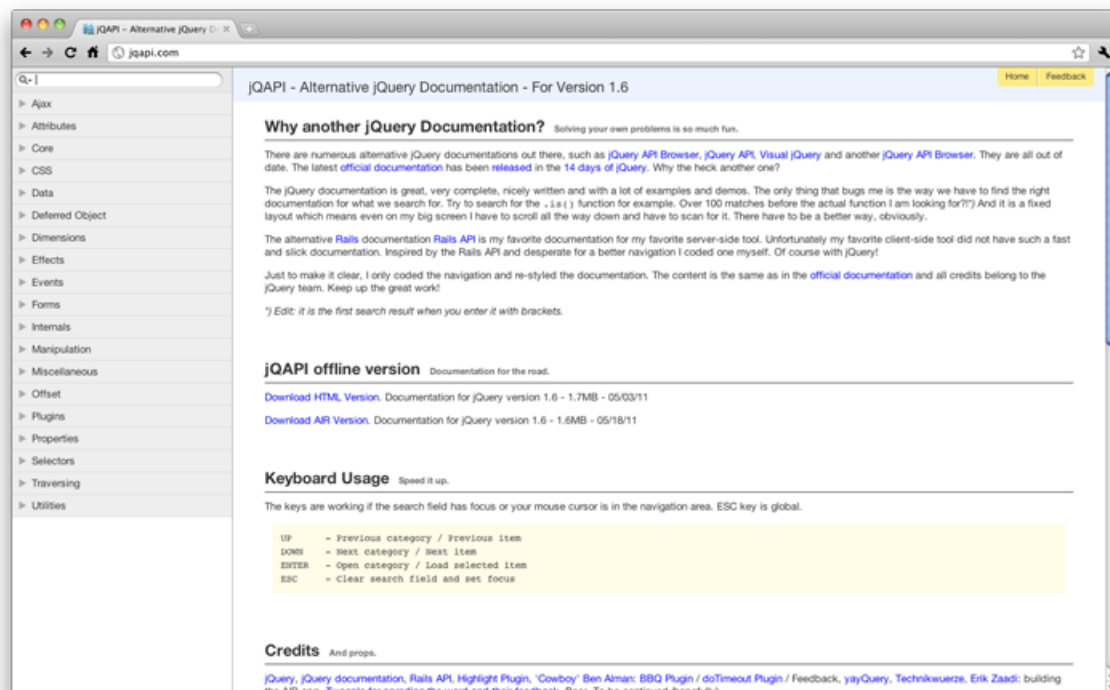 jQAPI - Alternative jQuery D
jqapi.com
Ajax
Attributes
Core
CSS
Data
Deferred Object
Dimensions
Effects
Events
Forms
Internals
Manipulation
Miscellaneous
Offset
Plugins
Properties
Selectors
Traversing
Utilities
jQAPI - Alternative jQuery Documentation - For Version 1.6
Home Feedback
Why another jQuery Documentation? Solving your own problems is so much fun.
There are numerous alternative jQuery documentations out there, such as jQuery API Browser, jQuery API, Visual jQuery and another jQuery API Browser. They are all out of
date. The latest official documentation has been released in the 14 days of jQuery. Why the heck another one?
The jQuery documentation is great, very complete, nicely written and with a lot of examples and demos. The only thing that bugs me is the way we have to find the right
documentation for what we search for. Try to search for the .is() function for example. Over 100 matches before the actual function I am looking for?!*) And it is a fixed
layout which means even on my big screen I have to scroll all the way down and have to scan for it. There have to be a better way, obviously.
The alternative Rails documentation Rails API is my favorite documentation for my favorite server-side tool. Unfortunately my favorite client-side tool did not have such a fast
and slick documentation. Inspired by the Rails API and desperate for a better navigation I coded one myself. Of course with jQuery!
Just to make it clear, I only coded the navigation and re-styled the documentation. The content is the same as in the official documentation and all credits belong to the
jQuery team. Keep up the great work!
*) Edit: it is the first search result when you enter it with brackets.
jQAPI offline version Documentation for the road.
Download HTML Version. Documentation for jQuery version 1.6 - 1.7MB - 05/03/11
Download AIR Version. Documentation for jQuery version 1.6 - 1.6MB - 05/18/11
Keyboard Usage Speed it up.
The keys are working if the search field has focus or your mouse cursor is in the navigation area. ESC key is global.
UP - Previous category / Previous item
DOWN - Next category / Next item
ENTER - Open category / Load selected item
ESC - Clear search field and set focus
Credits And props.
jQuery, jQuery documentation, Rails API, Highlight Plugin, 'Cowboy' Ben Alman: BBQ Plugin / doTimeout Plugin / Feedback, yayQuery, Technikwuerze, Erik Zaadi: building